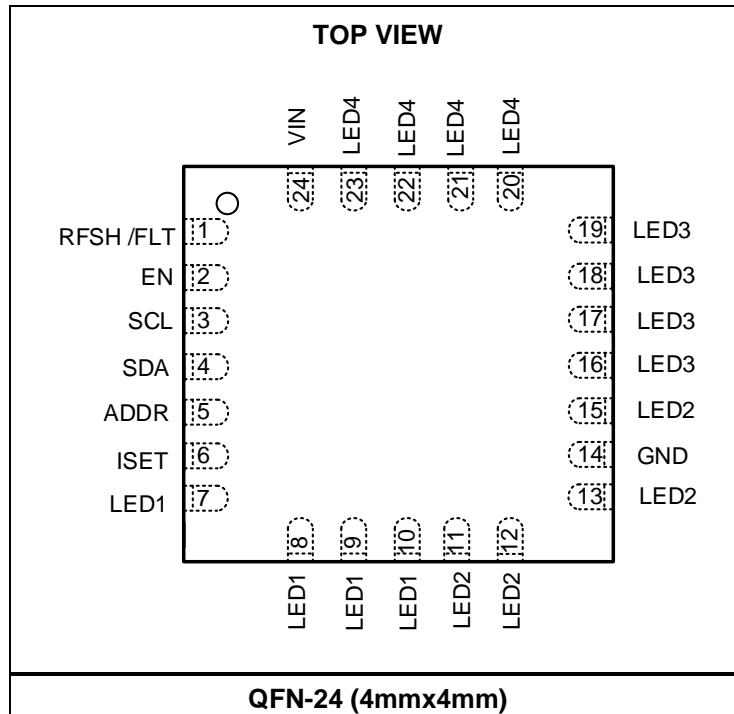 TOP VIEW
VIN
LED4
LED4
LED4
LED4
24
23
22
21
20
RFSH /FLT 1
EN 2
SCL 3
SDA 4
ADDR 5
ISET 6
LED1 7
19 LED3
18 LED3
17 LED3
16 LED3
15 LED2
14 GND
13 LED2
8
9
10
11
12
LED1
LED1
LED1
LED2
LED2
QFN-24 (4mmx4mm)